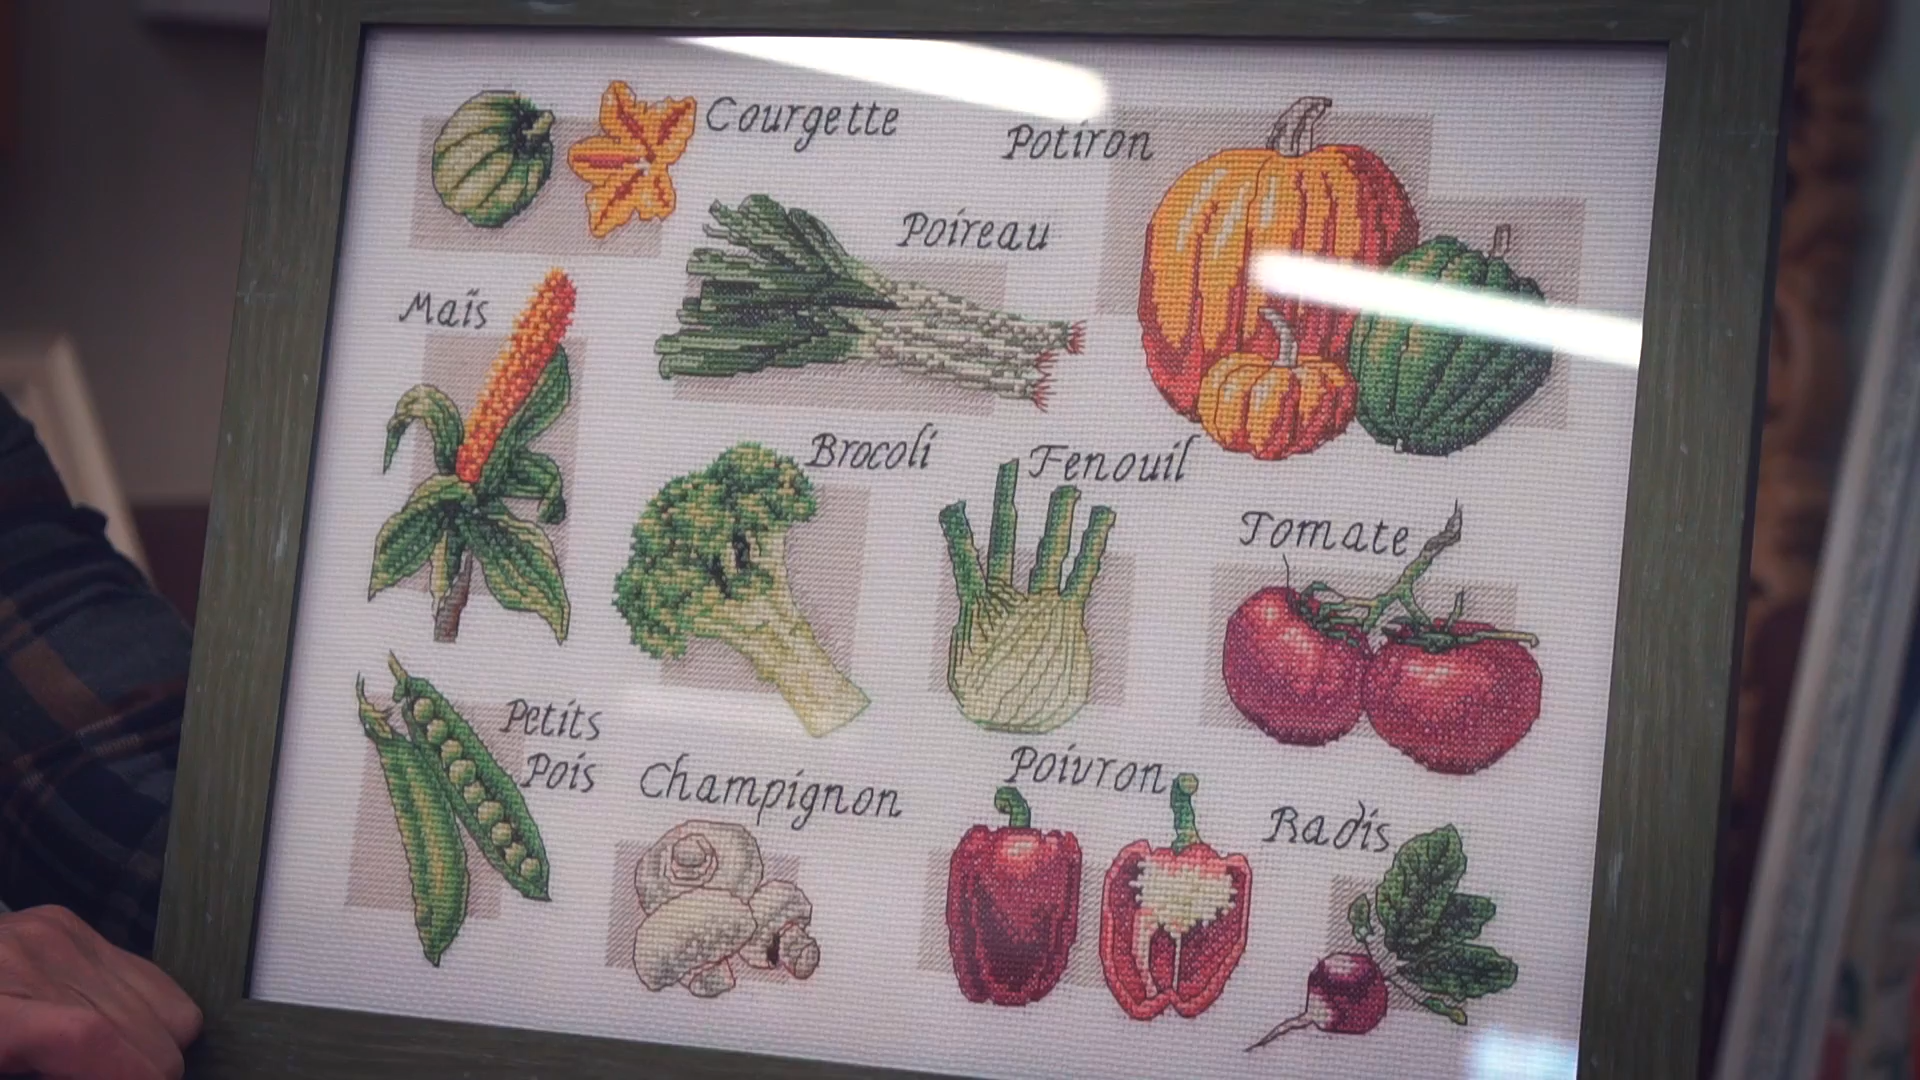 Courgette
Potiron
Poireau
Maïs
Brocoli
Fenouil
Tomate
Petits
Pois
Champignon
Poivron
Radis